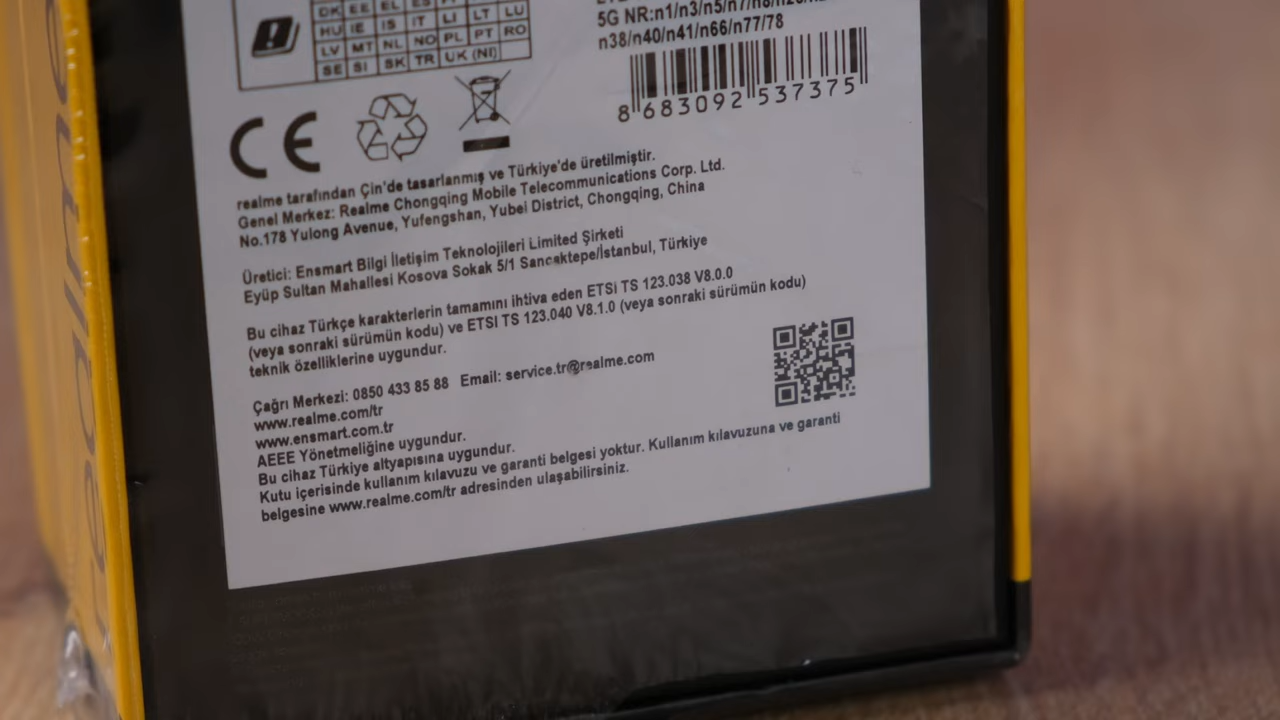 DK EE EL ES
HU IE IS IT LI LT LU
LV MT NL NO PL PT RO
SE SI SK TR UK (NI)
5G NR:n1/n3/n5/n7/n8/n20/
n38/n40/n41/n66/n77/78
8 683092 537375
CE
realme tarafından Çin'de tasarlanmış ve Türkiye'de üretilmiştir.
Genel Merkez: Realme Chongqing Mobile Telecommunications Corp. Ltd.
No.178 Yulong Avenue, Yufengshan, Yubei District, Chongqing, China
Üretici: Ensmart Bilgi İletişim Teknolojileri Limited Şirketi
Eyüp Sultan Mahallesi Kosova Sokak 5/1 Sancaktepe/İstanbul, Türkiye
Bu cihaz Türkçe karakterlerin tamamını ihtiva eden ETSi TS 123.038 V8.0.0
(veya sonraki sürümün kodu) ve ETSI TS 123.040 V8.1.0 (veya sonraki sürümün kodu)
teknik özelliklerine uygundur.
Çağrı Merkezi: 0850 433 85 88 Email: service.tr@realme.com
www.realme.com/tr
www.ensmart.com.tr
AEEE Yönetmeliğine uygundur.
Bu cihaz Türkiye altyapısına uygundur.
Kutu içerisinde kullanım kılavuzu ve garanti belgesi yoktur. Kullanım kılavuzuna ve garanti
belgesine www.realme.com/tr adresinden ulaşabilirsiniz.
realme